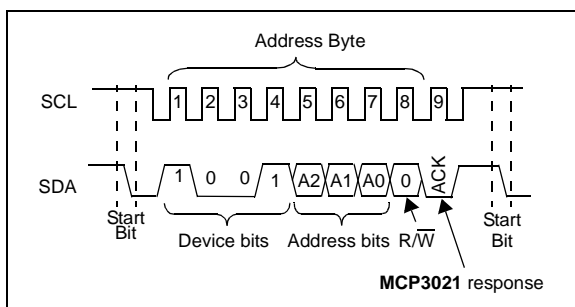 Address Byte
SCL 1 2 3 4 5 6 7 8 9
SDA 1 0 0 1 A2 A1 A0 0 ACK
Start Bit Device bits Address bits R/W̅ Start Bit
MCP3021 response